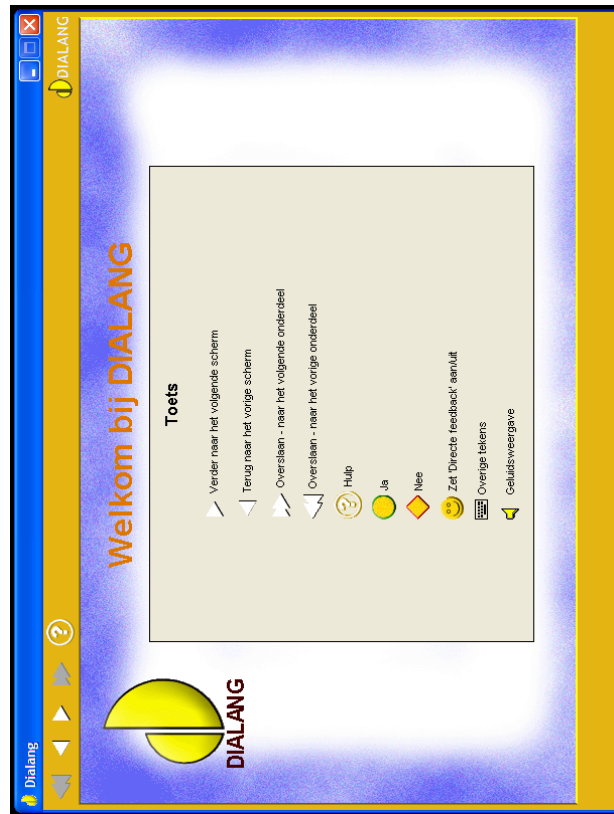 Dialang
DIALANG
?
Welkom bij DIALANG
DIALANG
Toets
Verder naar het volgende scherm
Terug naar het vorige scherm
Overslaan - naar het volgende onderdeel
Overslaan - naar het vorige onderdeel
? Hulp
Ja
Nee
Zet 'Directe feedback' aan/uit
Overige tekens
Geluidsweergave